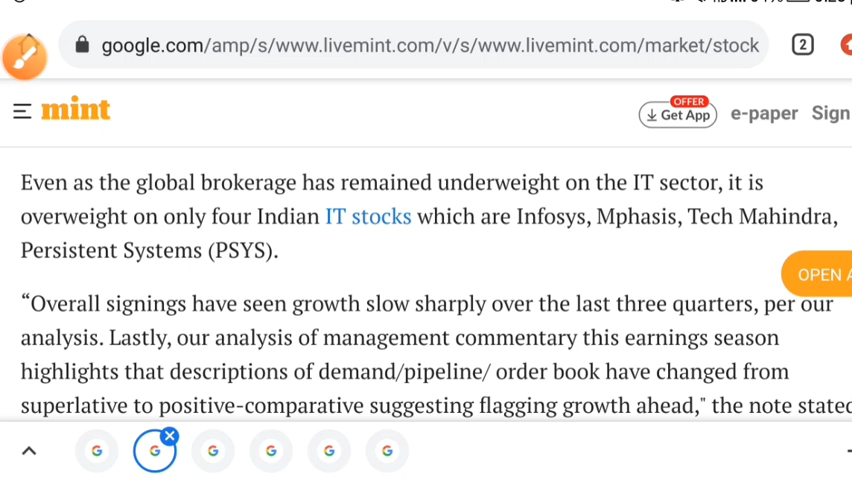 google.com/amp/s/www.livemint.com/v/s/www.livemint.com/market/stock
2
mint
OFFER
Get App
e-paper
Sign
Even as the global brokerage has remained underweight on the IT sector, it is
overweight on only four Indian IT stocks which are Infosys, Mphasis, Tech Mahindra,
Persistent Systems (PSYS).
OPEN
“Overall signings have seen growth slow sharply over the last three quarters, per our
analysis. Lastly, our analysis of management commentary this earnings season
highlights that descriptions of demand/pipeline/ order book have changed from
superlative to positive-comparative suggesting flagging growth ahead," the note stated
G G G G G G